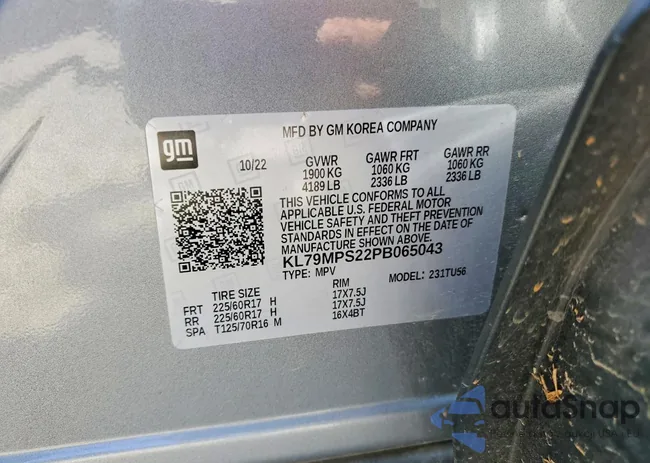 gm
MFD BY GM KOREA COMPANY
10/22 GVWR GAWR FRT GAWR RR
1900 KG 1060 KG 1060 KG
4189 LB 2336 LB 2336 LB
THIS VEHICLE CONFORMS TO ALL
APPLICABLE U.S. FEDERAL MOTOR
VEHICLE SAFETY AND THEFT PREVENTION
STANDARDS IN EFFECT ON THE DATE OF
MANUFACTURE SHOWN ABOVE.
KL79MPS22PB065043
TYPE: MPV MODEL: 231TU56
TIRE SIZE RIM
FRT 225/60R17 H 17X7.5J
RR 225/60R17 H 17X7.5J
SPA T125/70R16 M 16X4BT
autoSnap